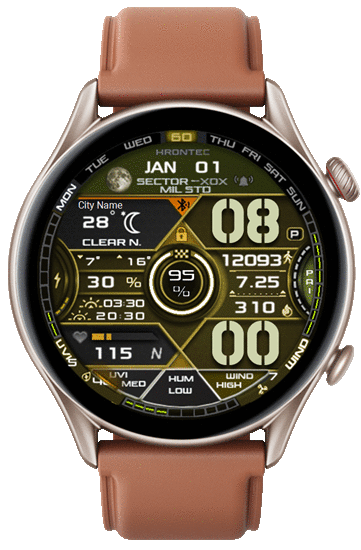 MON TUE WED 60 THU FRI SAT SUN
HRONTEC
JAN 01
SECTOR-XOX
MIL STD
City Name
28 °
CLEAR N.
08
P
7° 16°
30 %
95
%
12093
7.25
310
PAI
03:30
20:30
115 N
00
UVIS
WIND
UVI
MED
HUM
LOW
WIND
HIGH
7